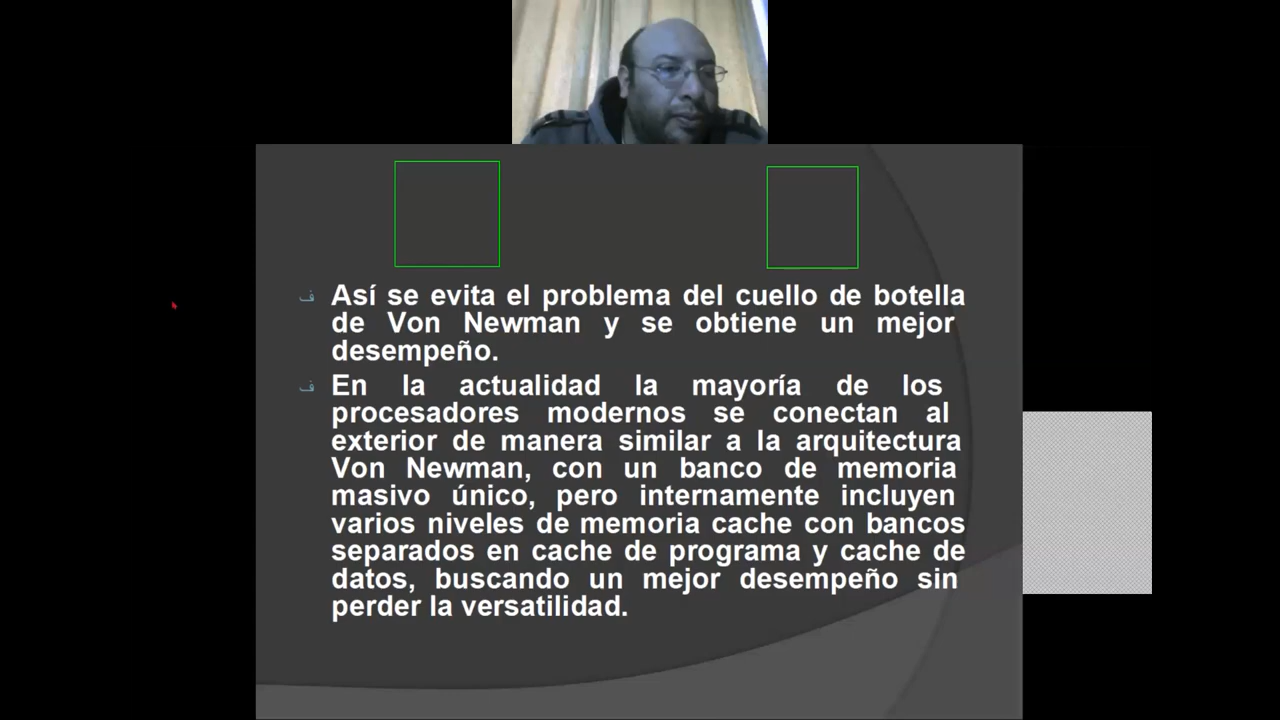 ف Así se evita el problema del cuello de botella
de Von Newman y se obtiene un mejor
desempeño.
ف En la actualidad la mayoría de los
procesadores modernos se conectan al
exterior de manera similar a la arquitectura
Von Newman, con un banco de memoria
masivo único, pero internamente incluyen
varios niveles de memoria cache con bancos
separados en cache de programa y cache de
datos, buscando un mejor desempeño sin
perder la versatilidad.